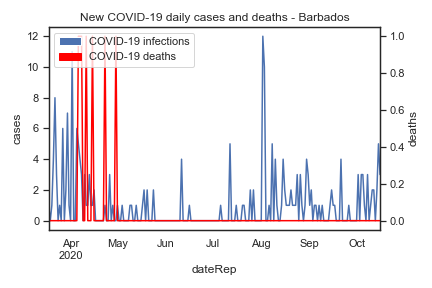 New COVID-19 daily cases and deaths - Barbados
COVID-19 infections
COVID-19 deaths
12
10
8
6
4
2
0
cases
1.0
0.8
0.6
0.4
0.2
0.0
deaths
Apr May Jun Jul Aug Sep Oct
2020
dateRep